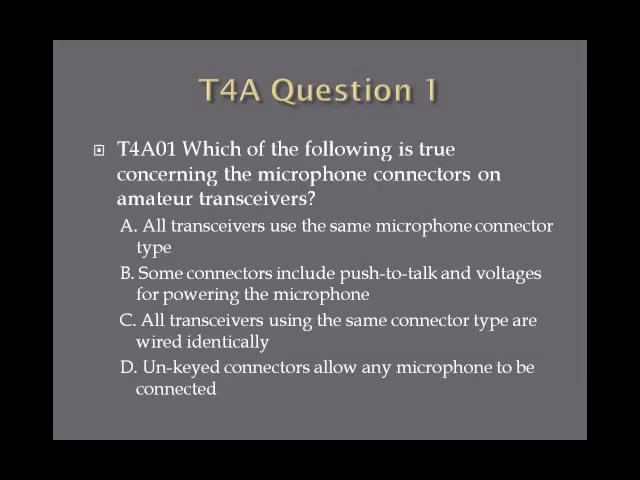 T4A Question 1
T4A01 Which of the following is true
concerning the microphone connectors on
amateur transceivers?
A. All transceivers use the same microphone connector
type
B. Some connectors include push-to-talk and voltages
for powering the microphone
C. All transceivers using the same connector type are
wired identically
D. Un-keyed connectors allow any microphone to be
connected